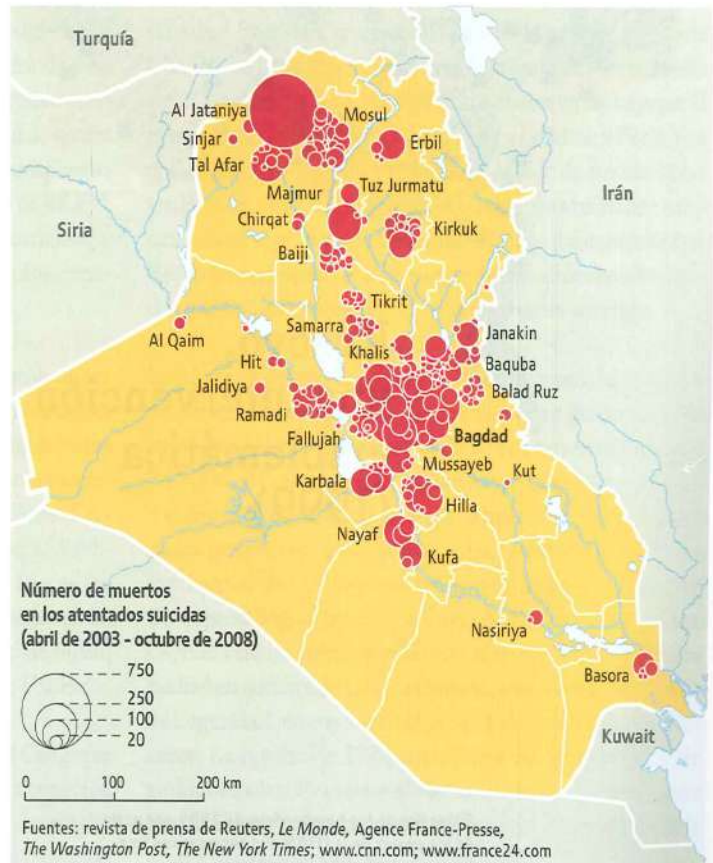 Turquía
Al Jataniya
Mosul
Sinjar
Erbil
Tal Afar
Majmur
Tuz Jurmatu
Irán
Siria
Chirqat
Kirkuk
Baiji
Tikrit
Samarra
Janakin
Al Qaim
Khalis
Hit
Baquba
Jalidiya
Balad Ruz
Ramadi
Fallujah
Bagdad
Mussayeb
Kut
Karbala
Hilla
Nayaf
Kufa
Número de muertos
en los atentados suicidas
(abril de 2003 - octubre de 2008)
Nasiriya
750
Basora
250
100
20
Kuwait
0 100 200 km
Fuentes: revista de prensa de Reuters, Le Monde, Agence France-Presse,
The Washington Post, The New York Times; www.cnn.com; www.france24.com